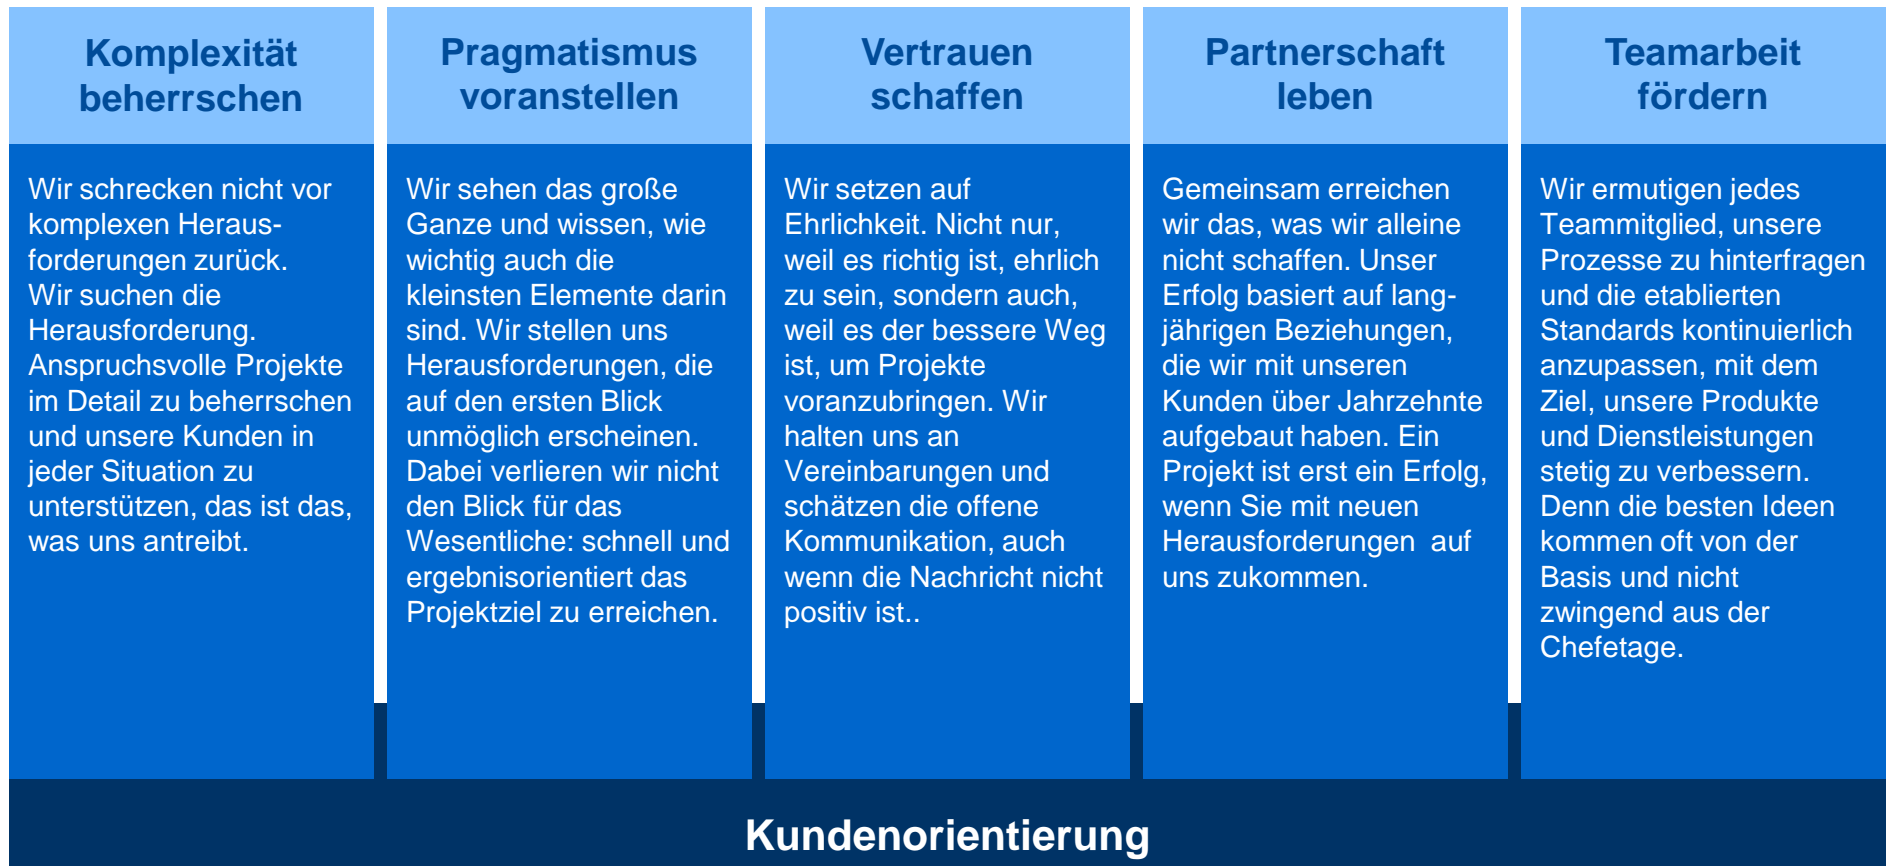 Komplexität
beherrschen
Wir schrecken nicht vor
komplexen Heraus-
forderungen zurück.
Wir suchen die
Herausforderung.
Anspruchsvolle Projekte
im Detail zu beherrschen
und unsere Kunden in
jeder Situation zu
unterstützen, das ist das,
was uns antreibt.
Pragmatismus
voranstellen
Wir sehen das große
Ganze und wissen, wie
wichtig auch die
kleinsten Elemente darin
sind. Wir stellen uns
Herausforderungen, die
auf den ersten Blick
unmöglich erscheinen.
Dabei verlieren wir nicht
den Blick für das
Wesentliche: schnell und
ergebnisorientiert das
Projektziel zu erreichen.
Vertrauen
schaffen
Wir setzen auf
Ehrlichkeit. Nicht nur,
weil es richtig ist, ehrlich
zu sein, sondern auch,
weil es der bessere Weg
ist, um Projekte
voranzubringen. Wir
halten uns an
Vereinbarungen und
schätzen die offene
Kommunikation, auch
wenn die Nachricht nicht
positiv ist..
Partnerschaft
leben
Gemeinsam erreichen
wir das, was wir alleine
nicht schaffen. Unser
Erfolg basiert auf lang-
jährigen Beziehungen,
die wir mit unseren
Kunden über Jahrzehnte
aufgebaut haben. Ein
Projekt ist erst ein Erfolg,
wenn Sie mit neuen
Herausforderungen  auf
uns zukommen.
Teamarbeit
fördern
Wir ermutigen jedes
Teammitglied, unsere
Prozesse zu hinterfragen
und die etablierten
Standards kontinuierlich
anzupassen, mit dem
Ziel, unsere Produkte
und Dienstleistungen
stetig zu verbessern.
Denn die besten Ideen
kommen oft von der
Basis und nicht
zwingend aus der
Chefetage.
Kundenorientierung